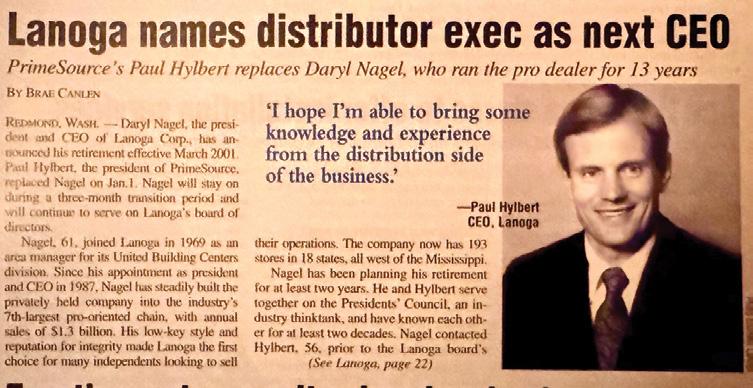 Lanoga names distributor exec as next CEO
PrimeSource's Paul Hylbert replaces Daryl Nagel, who ran the pro dealer for 13 years
BY BRAE CANLEN
REDMOND, WASH. — Daryl Nagel, the presi-
dent and CEO of Lanoga Corp., has an-
nounced his retirement effective March 2001.
Paul Hylbert, the president of PrimeSource,
replaced Nagel on Jan.1. Nagel will stay on
during a three-month transition period and
will continue to serve on Lanoga's board of
directors.
Nagel, 61, joined Lanoga in 1969 as an
area manager for its United Building Centers
division. Since his appointment as president
and CEO in 1987, Nagel has steadily built the
privately held company into the industry's
7th-largest pro-oriented chain, with annual
sales of $1.3 billion. His low-key style and
reputation for integrity made Lanoga the first
choice for many independents looking to sell
'I hope I'm able to bring some
knowledge and experience
from the distribution side
of the business.'
—Paul Hylbert
CEO, Lanoga
their operations. The company now has 193
stores in 18 states, all west of the Mississippi.
Nagel has been planning his retirement
for at least two years. He and Hylbert serve
together on the Presidents' Council, an in-
dustry thinktank, and have known each oth-
er for at least two decades. Nagel contacted
Hylbert, 56, prior to the Lanoga board's
(See Lanoga, page 22)